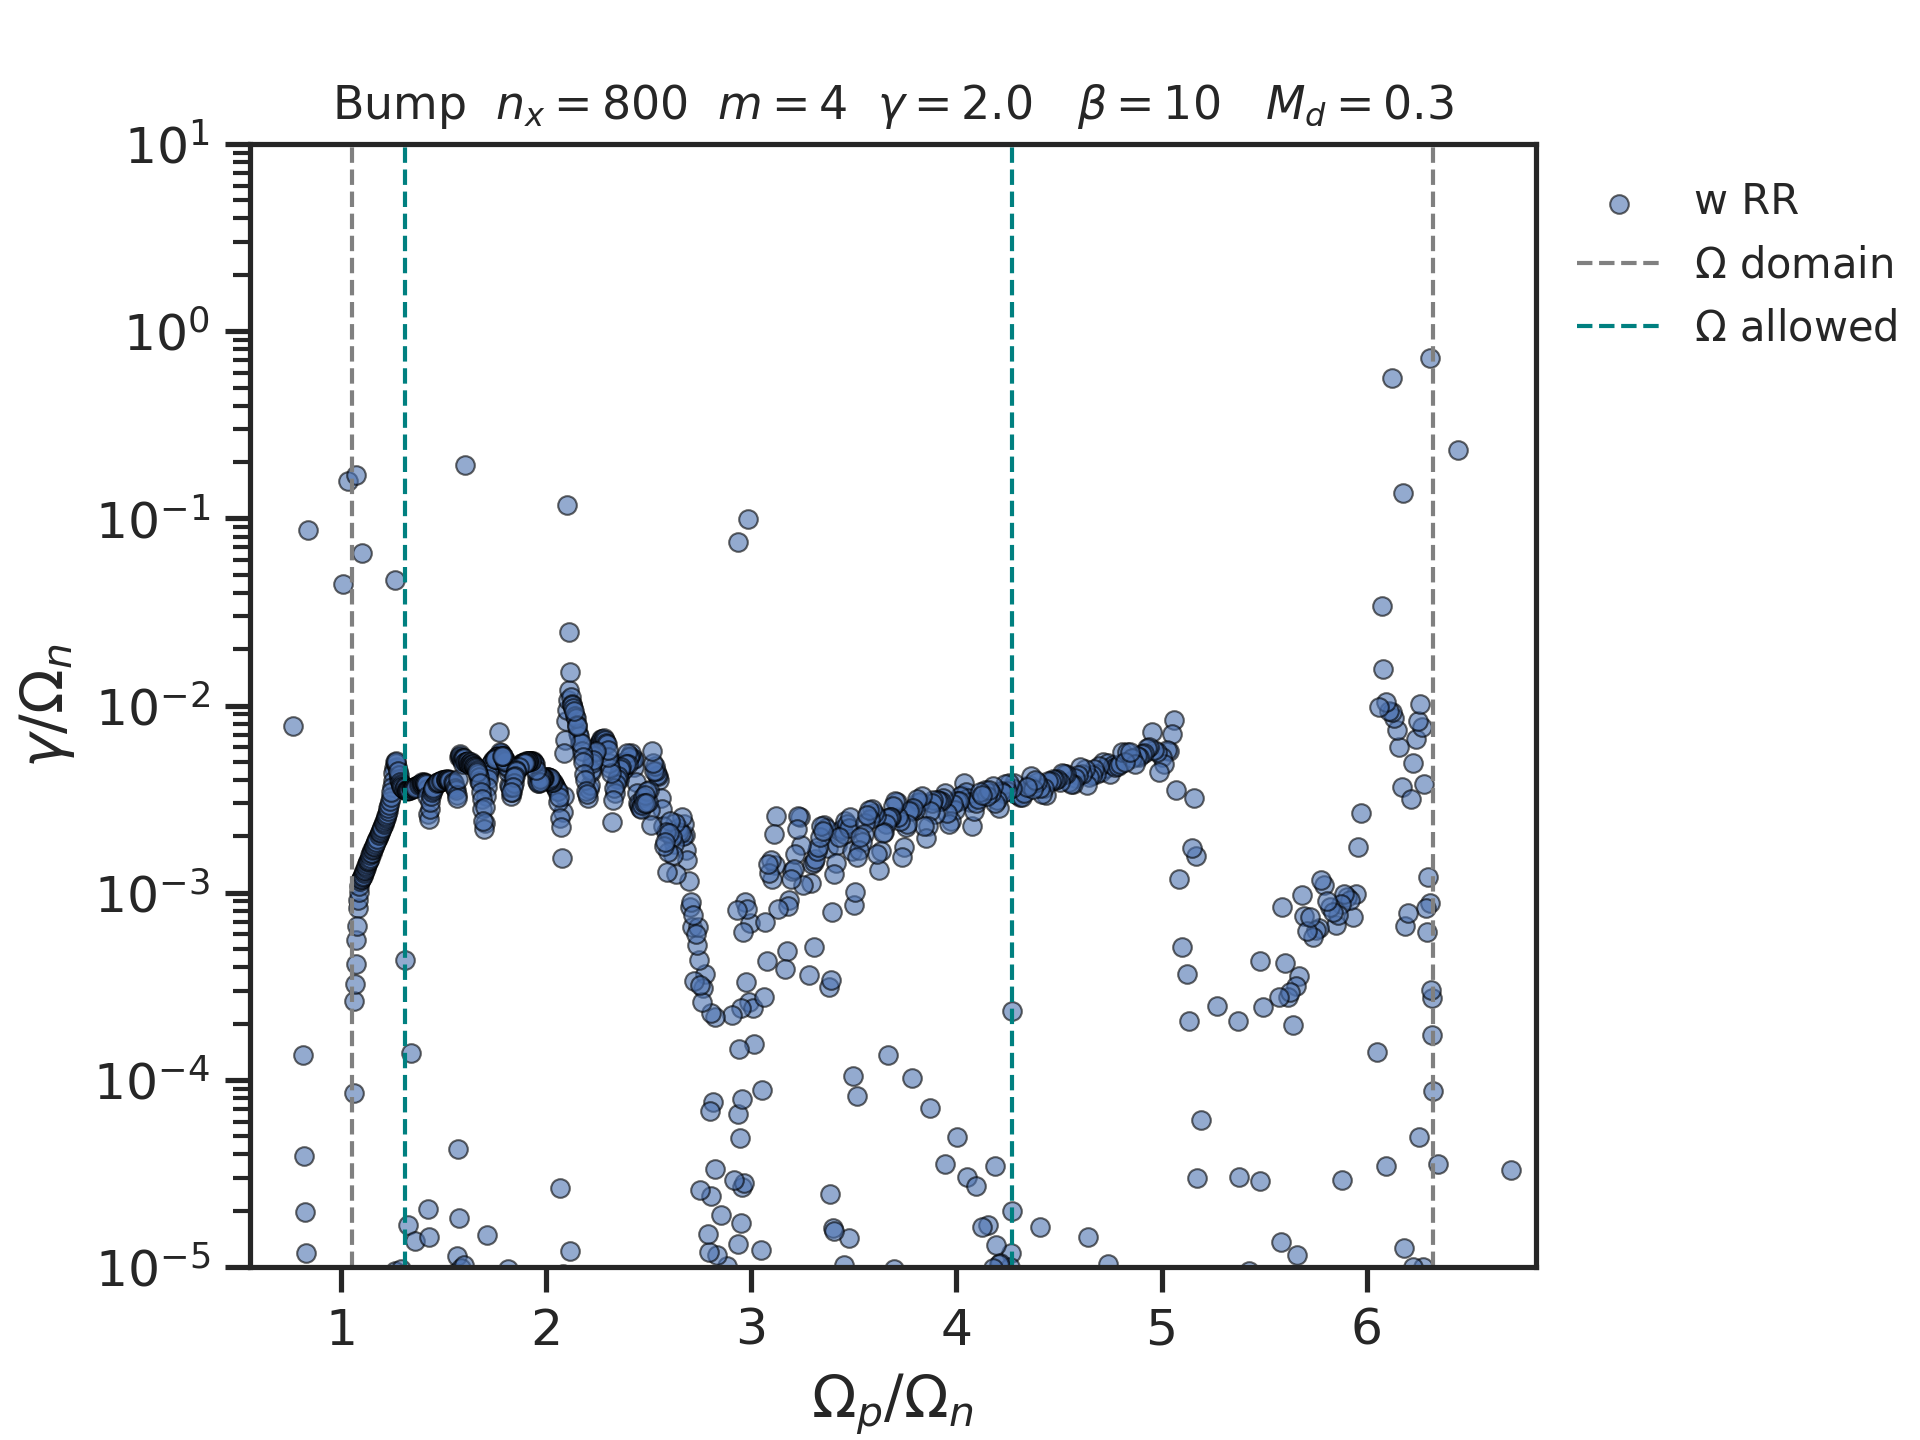 Bump n_x = 800 m = 4 γ = 2.0 β = 10 M_d = 0.3
10^1
10^0
10^{-1}
10^{-2}
10^{-3}
10^{-4}
10^{-5}
γ/Ω_n
1 2 3 4 5 6
Ω_p/Ω_n
w RR
Ω domain
Ω allowed